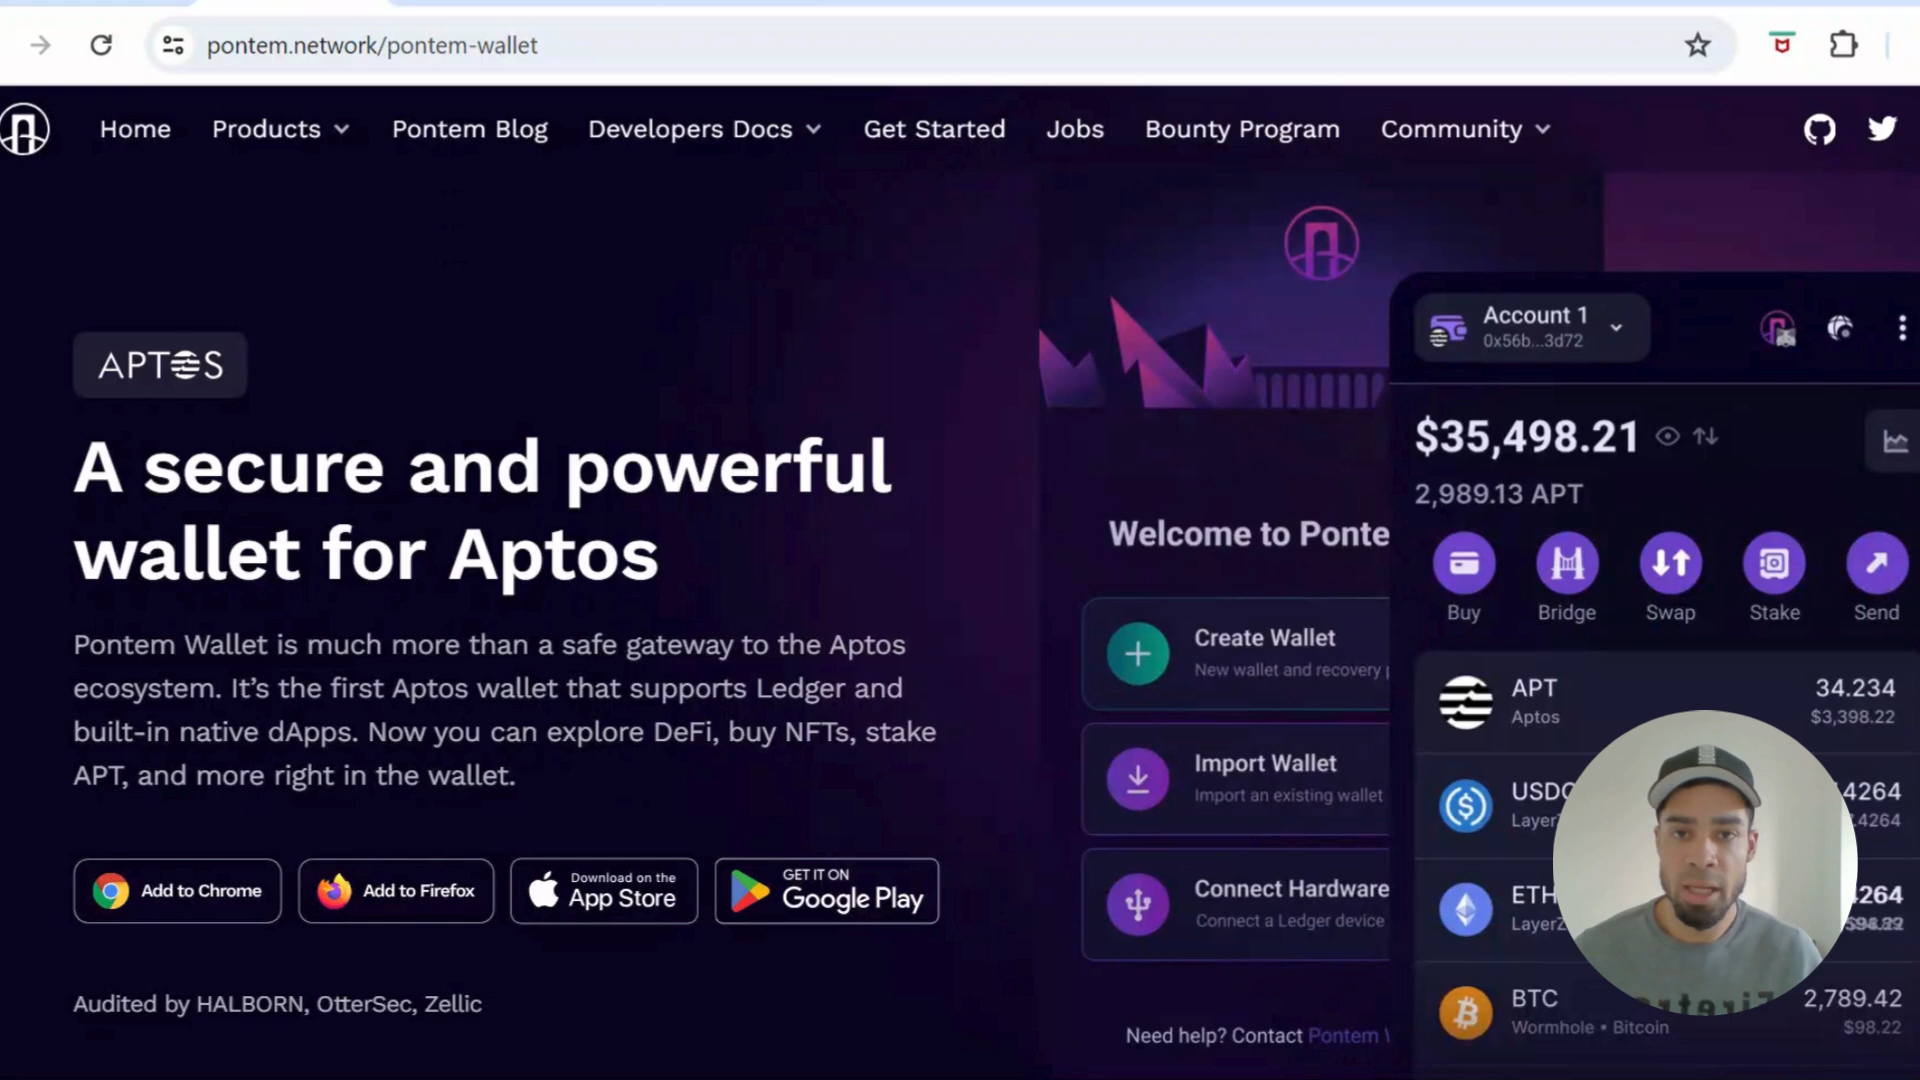 pontem.network/pontem-wallet
Home Products Pontem Blog Developers Docs Get Started Jobs Bounty Program Community
APTOS
A secure and powerful
wallet for Aptos
Pontem Wallet is much more than a safe gateway to the Aptos
ecosystem. It’s the first Aptos wallet that supports Ledger and
built-in native dApps. Now you can explore DeFi, buy NFTs, stake
APT, and more right in the wallet.
Add to Chrome
Add to Firefox
Download on the
App Store
GET IT ON
Google Play
Audited by HALBORN, OtterSec, Zellic
Welcome to Ponte
Create Wallet
New wallet and recovery
Import Wallet
Import an existing wallet
Connect Hardware
Connect a Ledger device
Need help? Contact Pontem
Account 1
0x56b...3d72
$35,498.21
2,989.13 APT
Buy Bridge Swap Stake Send
APT 34.234
Aptos $3,398.22
USDC 4264
Layer .4264
ETH 264
Layer
BTC 2,789.42
Wormhole • Bitcoin $98.22